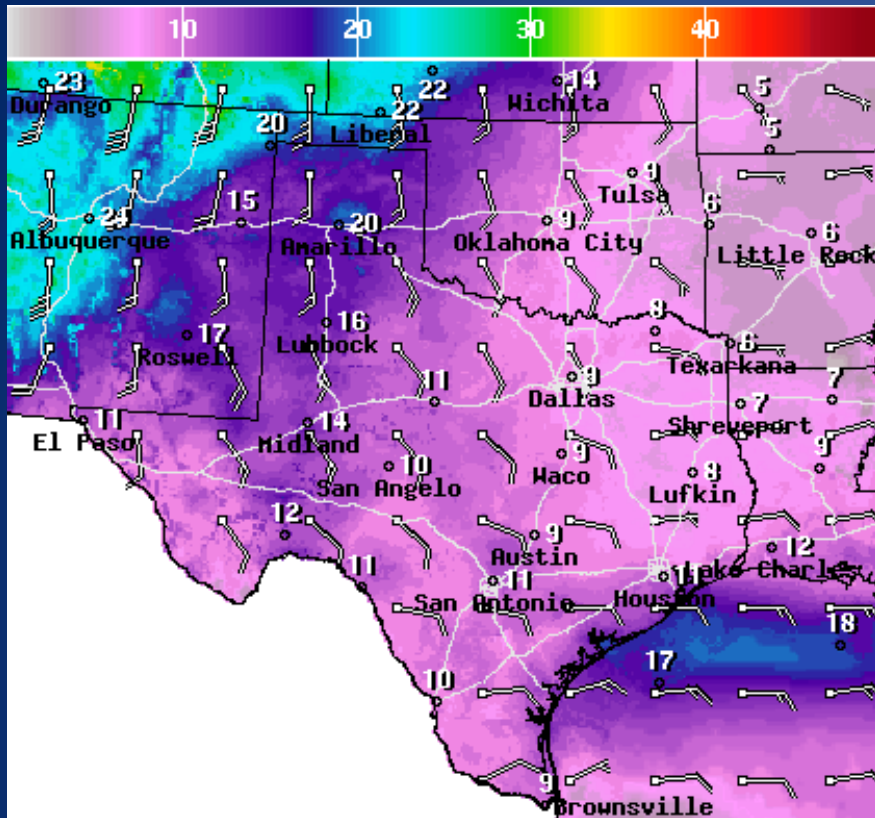 10 20 30 40
23 22 14 5
Durango Liberal 22 Wichita
20 5
15 9
Tulsa
24 20 9 6 6
Albuquerque Amarillo Oklahoma City Little Rock
17 16 8 6
Roswell Lubbock Texarkana
11 Dallas 7 7
11 14 Shreveport
El Paso Midland 10 9 8 9
San Angelo Waco Lufkin
12 9 12
Austin Lake Charles
11 11
San Antonio Houston
18
10 17
9
Brownsville